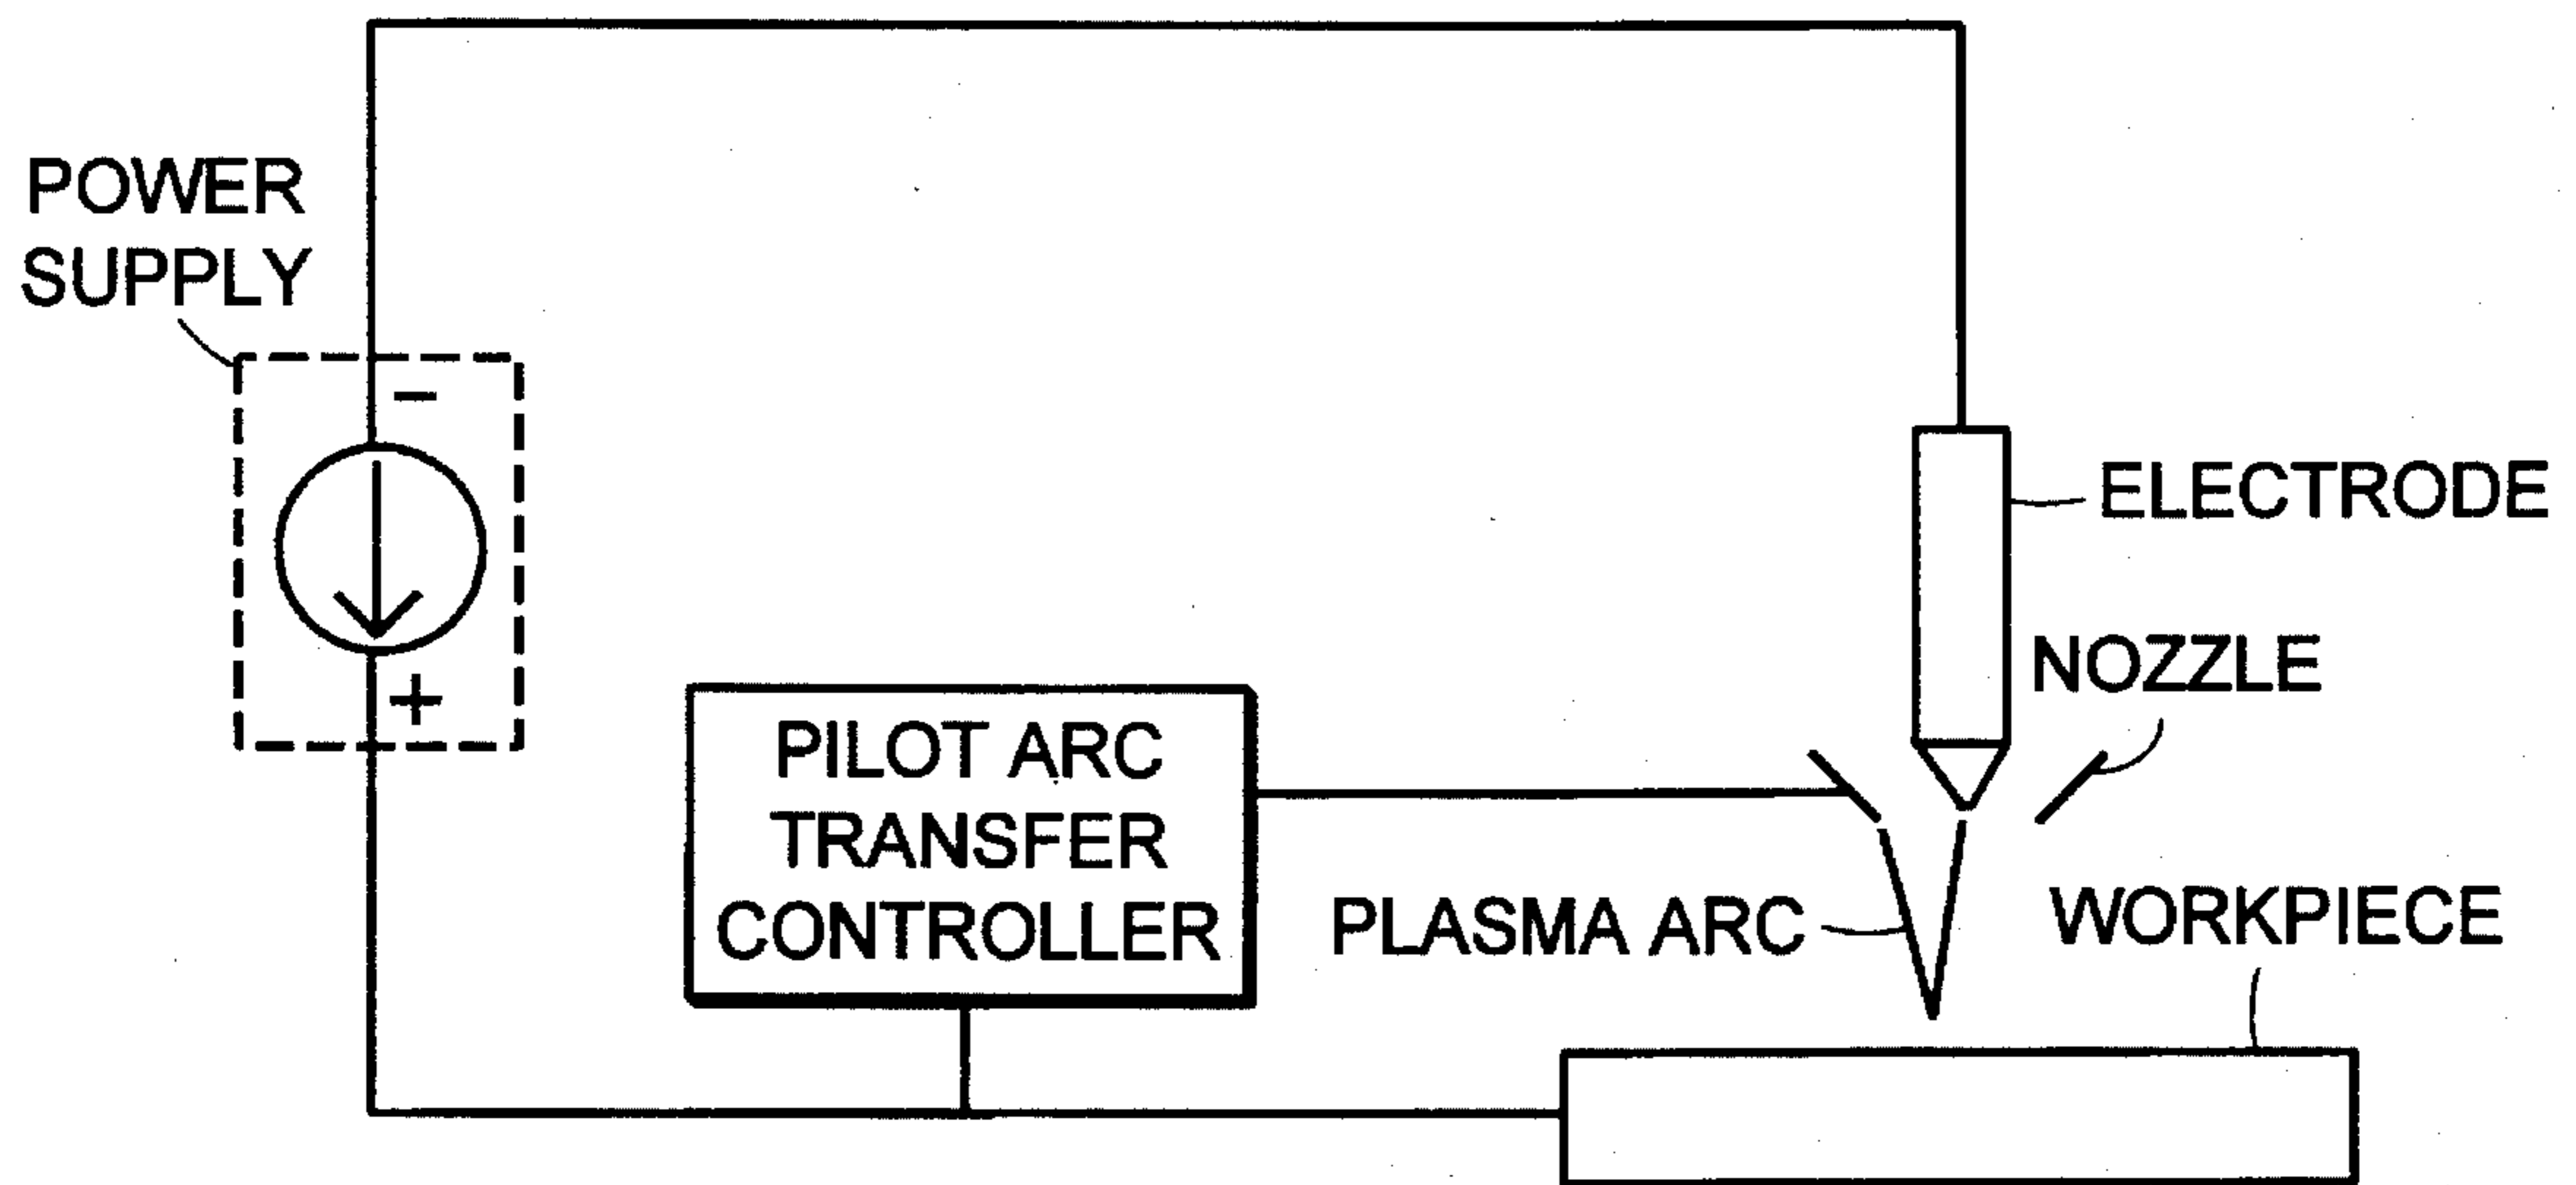 POWER
SUPPLY
-
+
ELECTRODE
NOZZLE
PILOT ARC
TRANSFER
CONTROLLER
PLASMA ARC
WORKPIECE